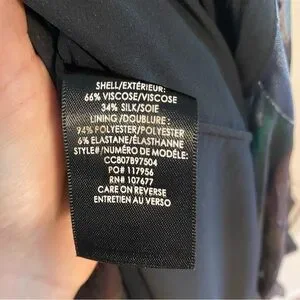 SHELL/EXTÉRIEUR:
66% VISCOSE/VISCOSE
34% SILK/SOIE
LINING/DOUBLURE:
94% POLYESTER/POLYESTER
6% ELASTANE/ÉLASTHANNE
STYLE#/NUMÉRO DE MODÈLE:
CC807B97504
PO# 117956
RN# 107677
CARE ON REVERSE
ENTRETIEN AU VERSO